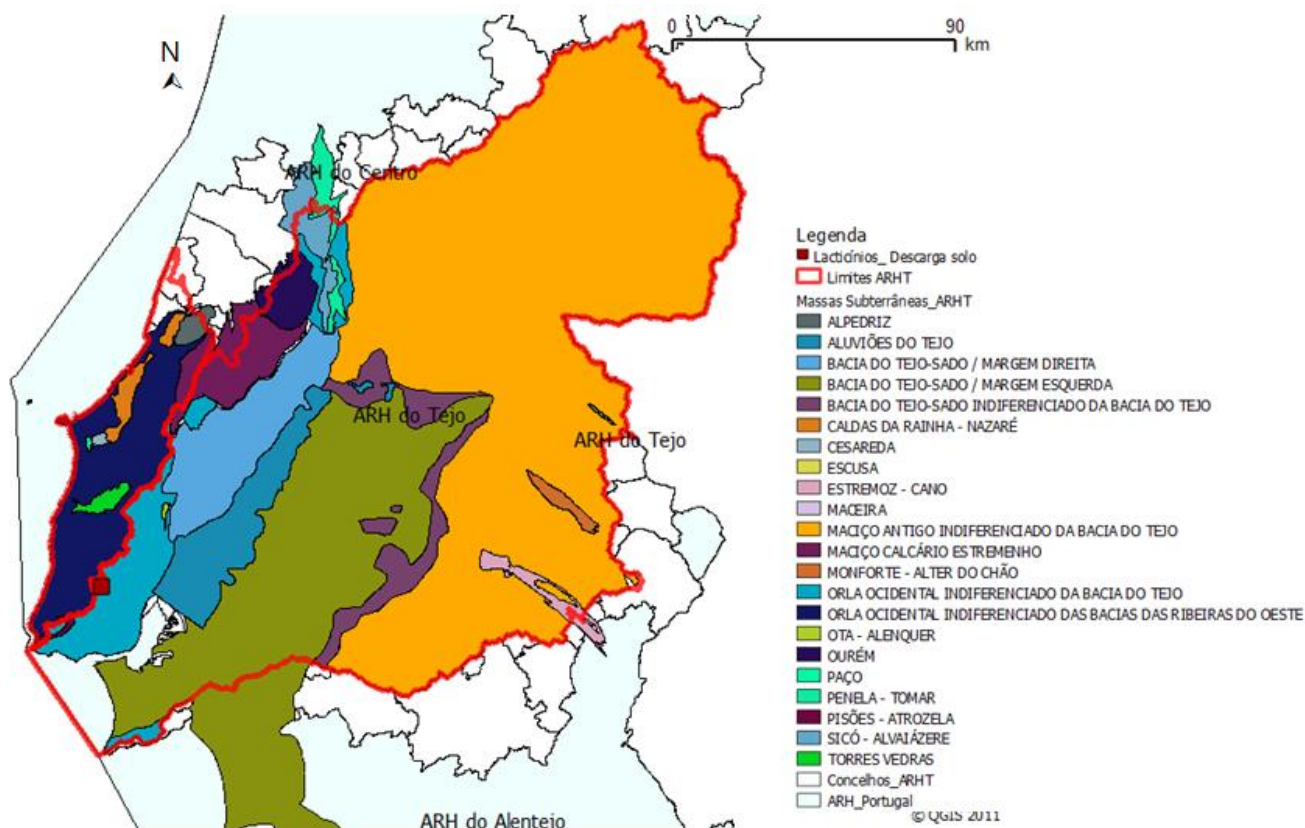 0 90
km
N
ARH do Centro
ARH do Tejo
ARH do Tejo
ARH do Alentejo
Legenda
Lacticínios_ Descarga solo
Limites ARHT
Massas Subterrâneas_ARHT
ALPEDRIZ
ALUVIÕES DO TEJO
BACIA DO TEJO-SADO / MARGEM DIREITA
BACIA DO TEJO-SADO / MARGEM ESQUERDA
BACIA DO TEJO-SADO INDIFERENCIADO DA BACIA DO TEJO
CALDAS DA RAINHA - NAZARÉ
CESAREDA
ESCUSA
ESTREMOZ - CANO
MACEIRA
MACIÇO ANTIGO INDIFERENCIADO DA BACIA DO TEJO
MACIÇO CALCÁRIO ESTREMENHO
MONFORTE - ALTER DO CHÃO
ORLA OCIDENTAL INDIFERENCIADO DA BACIA DO TEJO
ORLA OCIDENTAL INDIFERENCIADO DAS BACIAS DAS RIBEIRAS DO OESTE
OTA - ALENQUER
OURÉM
PAÇO
PENELA - TOMAR
PISÕES - ATROZELA
SICÓ - ALVAIÁZERE
TORRES VEDRAS
Concelhos_ARHT
ARH_Portugal
© QGIS 2011